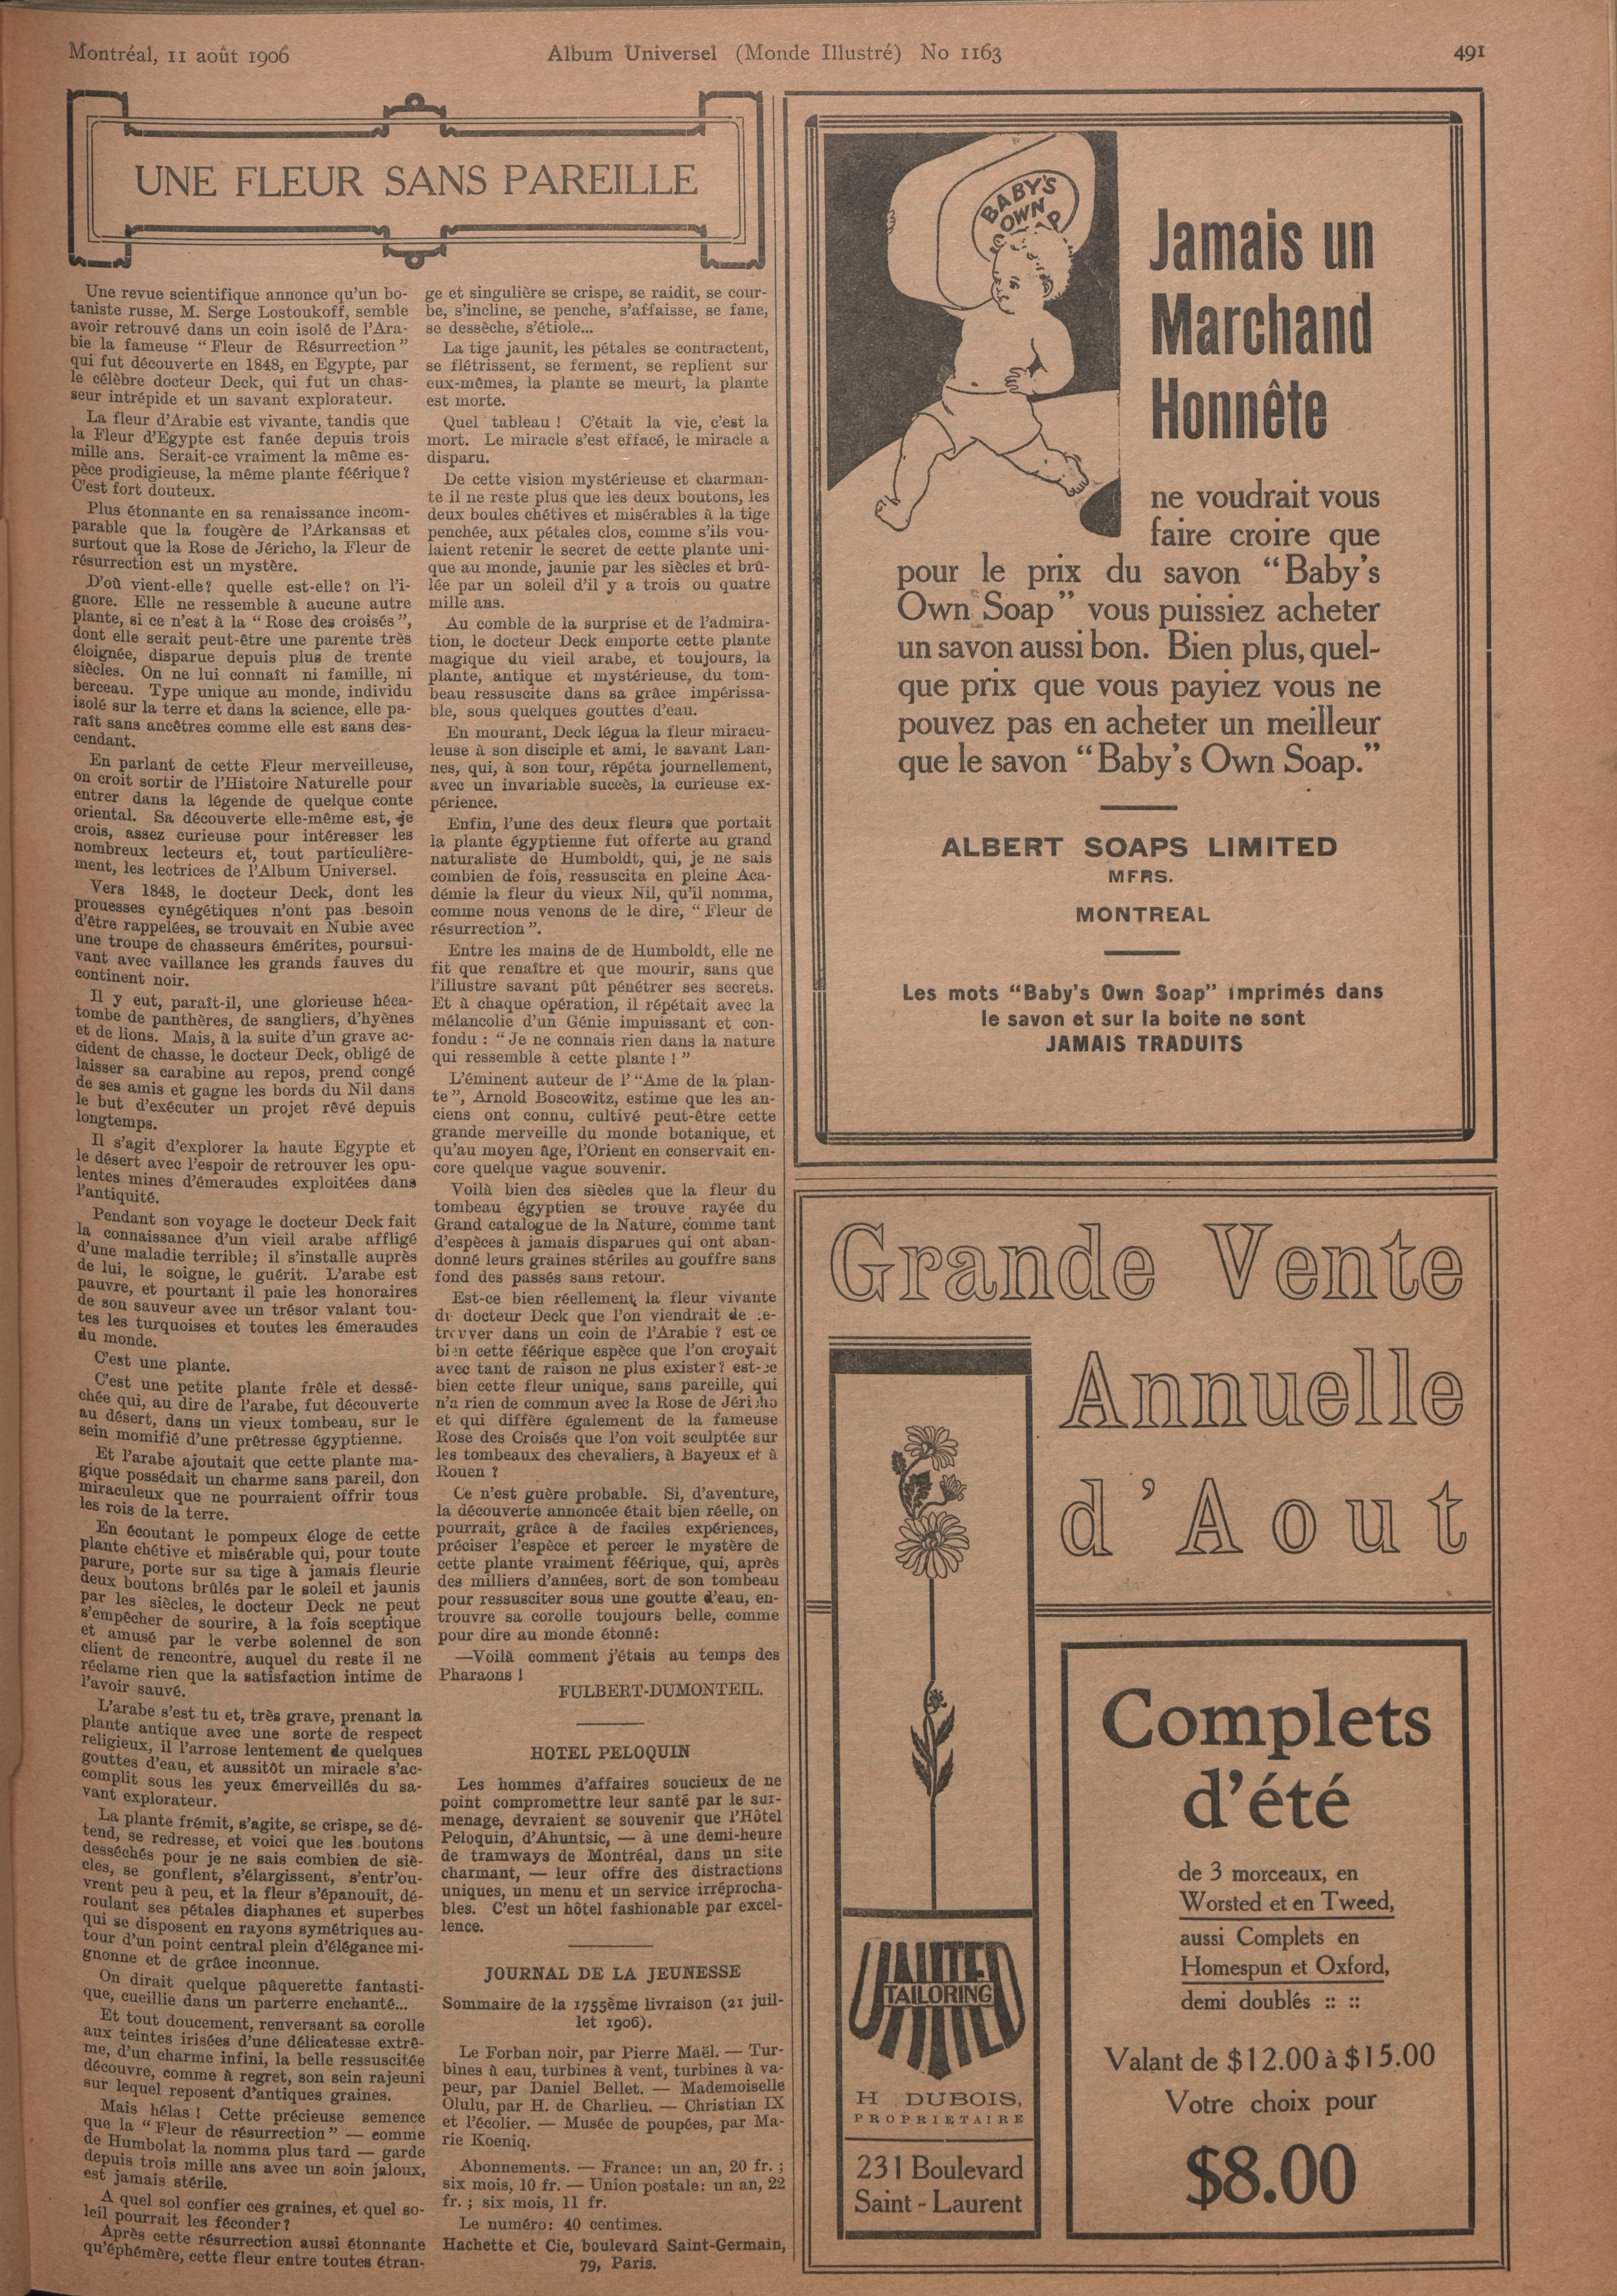 Montréal, 11 août 1906
Album Universel (Monde Illustré) No 1163
491
UNE FLEUR SANS PAREILLE
Une revue scientifique annonce qu'un bo-
taniste russe, M. Serge Lostoukoff, semble
avoir retrouvé dans un coin isolé de l'Ara-
bie la fameuse "Fleur de Résurrection"
qui fut découverte en 1848, en Egypte, par
le célèbre docteur Deck, qui fut un chas-
seur intrépide et un savant explorateur.
La fleur d'Arabie est vivante, tandis que
la Fleur d'Egypte est fanée depuis trois
mille ans. Serait-ce vraiment la même es-
pèce prodigieuse, la même plante féérique?
C'est fort douteux.
Plus étonnante en sa renaissance incom-
parable que la fougère de l'Arkansas et
surtout que la Rose de Jéricho, la Fleur de
résurrection est un mystère.
D'où vient-elle? quelle est-elle? on l'i-
gnore. Elle ne ressemble à aucune autre
plante, si ce n'est à la "Rose des croisés",
dont elle serait peut-être une parente très
éloignée, disparue depuis plus de trente
siècles. On ne lui connaît ni famille, ni
berceau. Type unique au monde, individu
isolé sur la terre et dans la science, elle pa-
raît sans ancêtres comme elle est sans des-
cendant.
En parlant de cette Fleur merveilleuse,
on croit sortir de l'Histoire Naturelle pour
entrer dans la légende de quelque conte
oriental. Sa découverte elle-même est, je
crois, assez curieuse pour intéresser les
nombreux lecteurs et, tout particulière-
ment, les lectrices de l'Album Universel.
Vers 1848, le docteur Deck, dont les
prouesses cynégétiques n'ont pas besoin
d'être rappelées, se trouvait en Nubie avec
une troupe de chasseurs émérites, poursui-
vant avec vaillance les grands fauves du
continent noir.
Il y eut, paraît-il, une glorieuse héca-
tombe de panthères, de sangliers, d'hyènes
et de lions. Mais, à la suite d'un grave ac-
cident de chasse, le docteur Deck, obligé de
laisser sa carabine au repos, prend congé
de ses amis et gagne les bords du Nil dans
le but d'exécuter un projet rêvé depuis
longtemps.
Il s'agit d'explorer la haute Egypte et
le désert avec l'espoir de retrouver les opu-
lentes mines d'émeraudes exploitées dans
l'antiquité.
Pendant son voyage le docteur Deck fait
la connaissance d'un vieil arabe affligé
d'une maladie terrible; il s'installe auprès
de lui, le soigne, le guérit. L'arabe est
pauvre, et pourtant il paie les honoraires
de son sauveur avec un trésor valant tou-
tes les turquoises et toutes les émeraudes
du monde.
C'est une plante.
C'est une petite plante frêle et dessé-
chée qui, au dire de l'arabe, fut découverte
au désert, dans un vieux tombeau, sur le
sein momifié d'une prêtresse égyptienne.
Et l'arabe ajoutait que cette plante ma-
gique possédait un charme sans pareil, don
miraculeux que ne pourraient offrir tous
les rois de la terre.
En écoutant le pompeux éloge de cette
plante chétive et misérable qui, pour toute
parure, porte sur sa tige à jamais fleurie
deux boutons brûlés par le soleil et jaunis
par les siècles, le docteur Deck ne peut
s'empêcher de sourire, à la fois sceptique
et amusé par le verbe solennel de son
client de rencontre, auquel du reste il ne
réclame rien que la satisfaction intime de
l'avoir sauvé.
L'arabe s'est tu et, très grave, prenant la
plante antique avec une sorte de respect
religieux, il l'arrose lentement de quelques
gouttes d'eau, et aussitôt un miracle s'ac-
complit sous les yeux émerveillés du sa-
vant explorateur.
La plante frémit, s'agite, se crispe, se dé-
tend, se redresse, et voici que les boutons
desséchés pour je ne sais combien de siè-
cles, se gonflent, s'élargissent, s'entr'ou-
vrent peu à peu, et la fleur s'épanouit, dé-
roulant ses pétales diaphanes et superbes
qui se disposent en rayons symétriques au-
tour d'un point central plein d'élégance mi-
gnonne et de grâce inconnue.
On dirait quelque pâquerette fantasti-
que, cueillie dans un parterre enchanté...
Et tout doucement, renversant sa corolle
aux teintes irisées d'une délicatesse extrê-
me, d'un charme infini, la belle ressuscitée
découvre, comme à regret, son sein rajeuni
sur lequel reposent d'antiques graines.
Mais hélas! Cette précieuse semence
que la "Fleur de résurrection" — comme
de Humbolat la nomma plus tard — garde
depuis trois mille ans avec un soin jaloux,
est jamais stérile.
A quel sol confier ces graines, et quel so-
leil pourrait les féconder?
Après cette résurrection aussi étonnante
qu'éphémère, cette fleur entre toutes étran-
ge et singulière se crispe, se raidit, se cour-
be, s'incline, se penche, s'affaisse, se fane,
se dessèche, s'étiole...
La tige jaunit, les pétales se contractent,
se flétrissent, se ferment, se replient sur
eux-mêmes, la plante se meurt, la plante
est morte.
Quel tableau! C'était la vie, c'est la
mort. Le miracle s'est effacé, le miracle a
disparu.
De cette vision mystérieuse et charman-
te il ne reste plus que les deux boutons, les
deux boules chétives et misérables à la tige
penchée, aux pétales clos, comme s'ils vou-
laient retenir le secret de cette plante uni-
que au monde, jaunie par les siècles et brû-
lée par un soleil d'il y a trois ou quatre
mille ans.
Au comble de la surprise et de l'admira-
tion, le docteur Deck emporte cette plante
magique du vieil arabe, et toujours, la
plante, antique et mystérieuse, du tom-
beau ressuscite dans sa grâce impérissa-
ble, sous quelques gouttes d'eau.
En mourant, Deck légua la fleur miracu-
leuse à son disciple et ami, le savant Lan-
nes, qui, à son tour, répéta journellement,
avec un invariable succès, la curieuse ex-
périence.
Enfin, l'une des deux fleurs que portait
la plante égyptienne fut offerte au grand
naturaliste de Humboldt, qui, je ne sais
combien de fois, ressuscita en pleine Aca-
démie la fleur du vieux Nil, qu'il nomma,
comme nous venons de le dire, "Fleur de
résurrection".
Entre les mains de de Humboldt, elle ne
fit que renaître et que mourir, sans que
l'illustre savant pût pénétrer ses secrets.
Et à chaque opération, il répétait avec la
mélancolie d'un Génie impuissant et con-
fondu : "Je ne connais rien dans la nature
qui ressemble à cette plante !"
L'éminent auteur de l' "Ame de la plan-
te", Arnold Boscowitz, estime que les an-
ciens ont connu, cultivé peut-être cette
grande merveille du monde botanique, et
qu'au moyen âge, l'Orient en conservait en-
core quelque vague souvenir.
Voilà bien des siècles que la fleur du
tombeau égyptien se trouve rayée du
Grand catalogue de la Nature, comme tant
d'espèces à jamais disparues qui ont aban-
donné leurs graines stériles au gouffre sans
fond des passés sans retour.
Est-ce bien réellement la fleur vivante
du docteur Deck que l'on viendrait de re-
trouver dans un coin de l'Arabie ? est ce
bien cette féérique espèce que l'on croyait
avec tant de raison ne plus exister? est-ce
bien cette fleur unique, sans pareille, qui
n'a rien de commun avec la Rose de Jéricho
et qui diffère également de la fameuse
Rose des Croisés que l'on voit sculptée sur
les tombeaux des chevaliers, à Bayeux et à
Rouen ?
Ce n'est guère probable. Si, d'aventure,
la découverte annoncée était bien réelle, on
pourrait, grâce à de faciles expériences,
préciser l'espèce et percer le mystère de
cette plante vraiment féérique, qui, après
des milliers d'années, sort de son tombeau
pour ressusciter sous une goutte d'eau, en-
trouvre sa corolle toujours belle, comme
pour dire au monde étonné:
—Voilà comment j'étais au temps des
Pharaons !
FULBERT-DUMONTEIL.
HOTEL PELOQUIN
Les hommes d'affaires soucieux de ne
point compromettre leur santé par le sur-
menage, devraient se souvenir que l'Hôtel
Peloquin, d'Ahuntsic, — à une demi-heure
de tramways de Montréal, dans un site
charmant, — leur offre des distractions
uniques, un menu et un service irréprocha-
bles. C'est un hôtel fashionable par excel-
lence.
JOURNAL DE LA JEUNESSE
Sommaire de la 1755ème livraison (21 juil-
let 1906).
Le Forban noir, par Pierre Maël. — Tur-
bines à eau, turbines à vent, turbines à va-
peur, par Daniel Bellet. — Mademoiselle
Olulu, par H. de Charlieu. — Christian IX
et l'écolier. — Musée de poupées, par Ma-
rie Koeniq.
Abonnements. — France: un an, 20 fr. ;
six mois, 10 fr. — Union postale: un an, 22
fr. ; six mois, 11 fr.
Le numéro: 40 centimes.
Hachette et Cie, boulevard Saint-Germain,
79, Paris.
BABY'S
OWN
Jamais un
Marchand
Honnête
ne voudrait vous
faire croire que
pour le prix du savon "Baby's
Own Soap" vous puissiez acheter
un savon aussi bon. Bien plus, quel-
que prix que vous payiez vous ne
pouvez pas en acheter un meilleur
que le savon "Baby's Own Soap."
ALBERT SOAPS LIMITED
MFRS.
MONTREAL
Les mots "Baby's Own Soap" imprimés dans
le savon et sur la boite ne sont
JAMAIS TRADUITS
Grande Vente
Annuelle
d'Aout
UNITED
TAILORING
H DUBOIS,
PROPRIETAIRE
231 Boulevard
Saint-Laurent
Complets
d'été
de 3 morceaux, en
Worsted et en Tweed,
aussi Complets en
Homespun et Oxford,
demi doublés :: ::
Valant de $12.00 à $15.00
Votre choix pour
$8.00